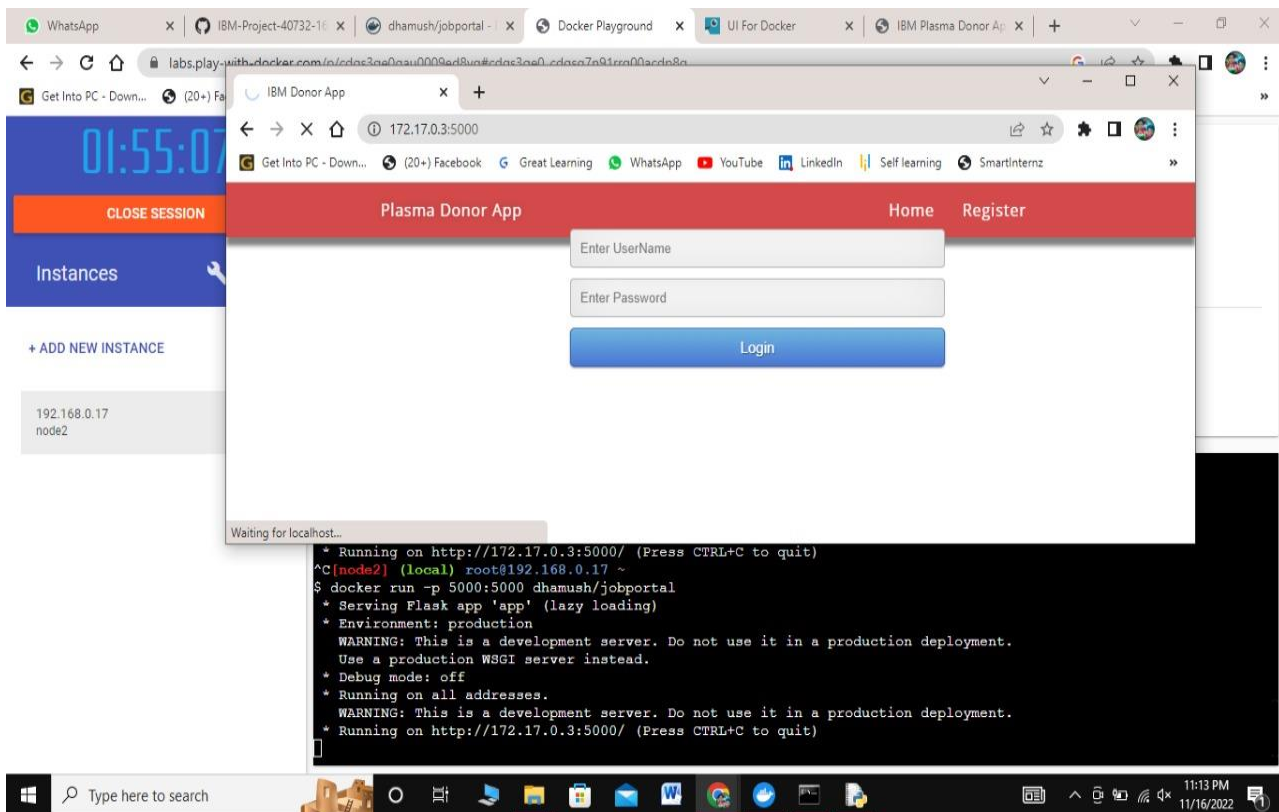 WhatsApp
IBM-Project-40732-16
dhamush/jobportal -
Docker Playground
UI For Docker
IBM Plasma Donor Ap
labs.play-with-docker.com/p/
Get Into PC - Down...
(20+) Fa
IBM Donor App
172.17.0.3:5000
Get Into PC - Down... (20+) Facebook Great Learning WhatsApp YouTube LinkedIn Self learning SmartInternz
01:55:07
CLOSE SESSION
Instances
+ ADD NEW INSTANCE
192.168.0.17
node2
Plasma Donor App Home Register
Enter UserName
Enter Password
Login
Waiting for localhost...
* Running on http://172.17.0.3:5000/ (Press CTRL+C to quit)
^C[node2] (local) root@192.168.0.17 ~
$ docker run -p 5000:5000 dhamush/jobportal
* Serving Flask app 'app' (lazy loading)
* Environment: production
WARNING: This is a development server. Do not use it in a production deployment.
Use a production WSGI server instead.
* Debug mode: off
* Running on all addresses.
WARNING: This is a development server. Do not use it in a production deployment.
* Running on http://172.17.0.3:5000/ (Press CTRL+C to quit)
Type here to search
11:13 PM
11/16/2022